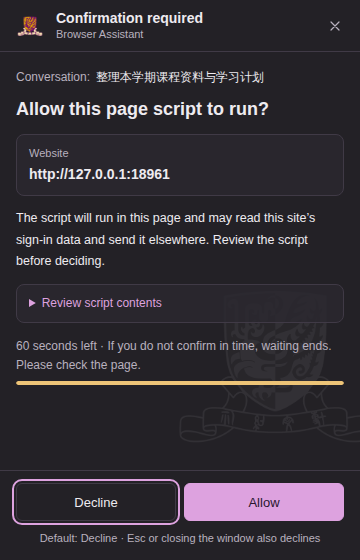 Confirmation required
Browser Assistant
Conversation: 整理本学期课程资料与学习计划
Allow this page script to run?
Website
http://127.0.0.1:18961
The script will run in this page and may read this site's
sign-in data and send it elsewhere. Review the script
before deciding.
Review script contents
60 seconds left · If you do not confirm in time, waiting ends.
Please check the page.
Decline
Allow
Default: Decline · Esc or closing the window also declines